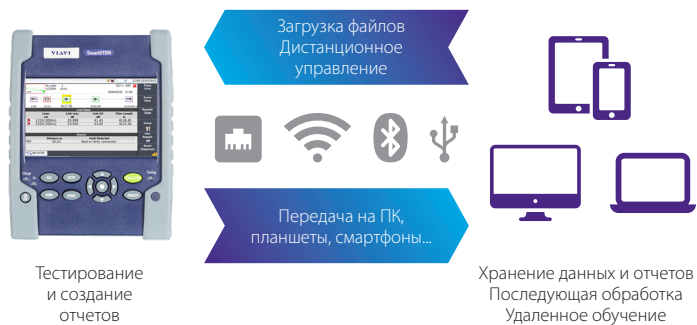 Загрузка файлов
Дистанционное
управление
VIAVI
SmartOTDR
Передача на ПК,
планшеты, смартфоны...
Тестирование
и создание
отчетов
Хранение данных и отчетов
Последующая обработка
Удаленное обучение